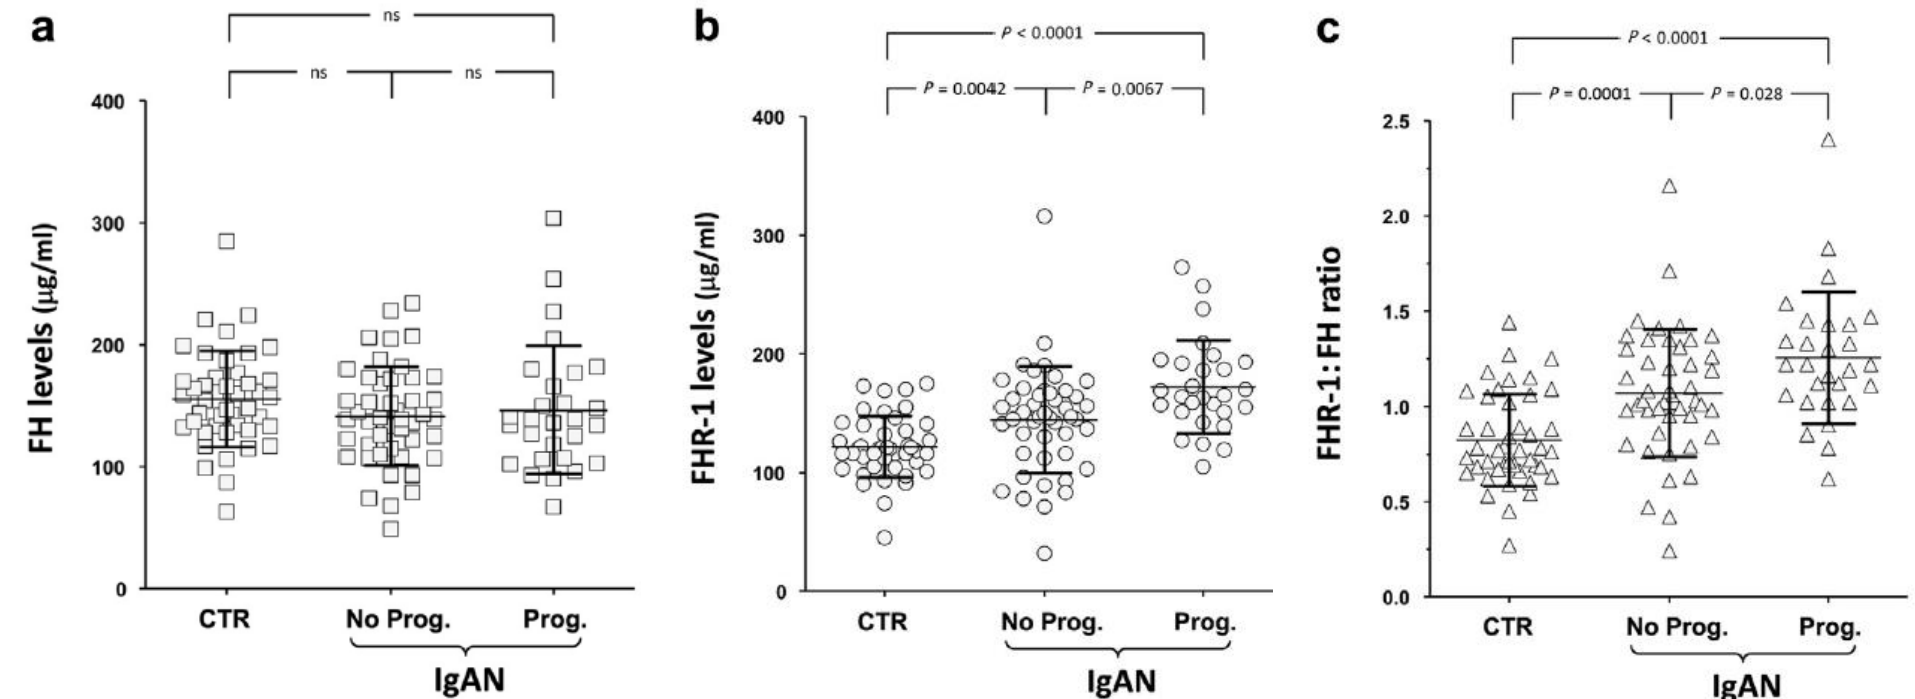 a
ns
ns
ns
FH levels (µg/ml)
400
300
200
100
0
CTR
No Prog.
Prog.
IgAN
b
P < 0.0001
P = 0.0042
P = 0.0067
FHR-1 levels (µg/ml)
400
300
200
100
0
CTR
No Prog.
Prog.
IgAN
c
P < 0.0001
P = 0.0001
P = 0.028
FHR-1: FH ratio
2.5
2.0
1.5
1.0
0.5
0.0
CTR
No Prog.
Prog.
IgAN